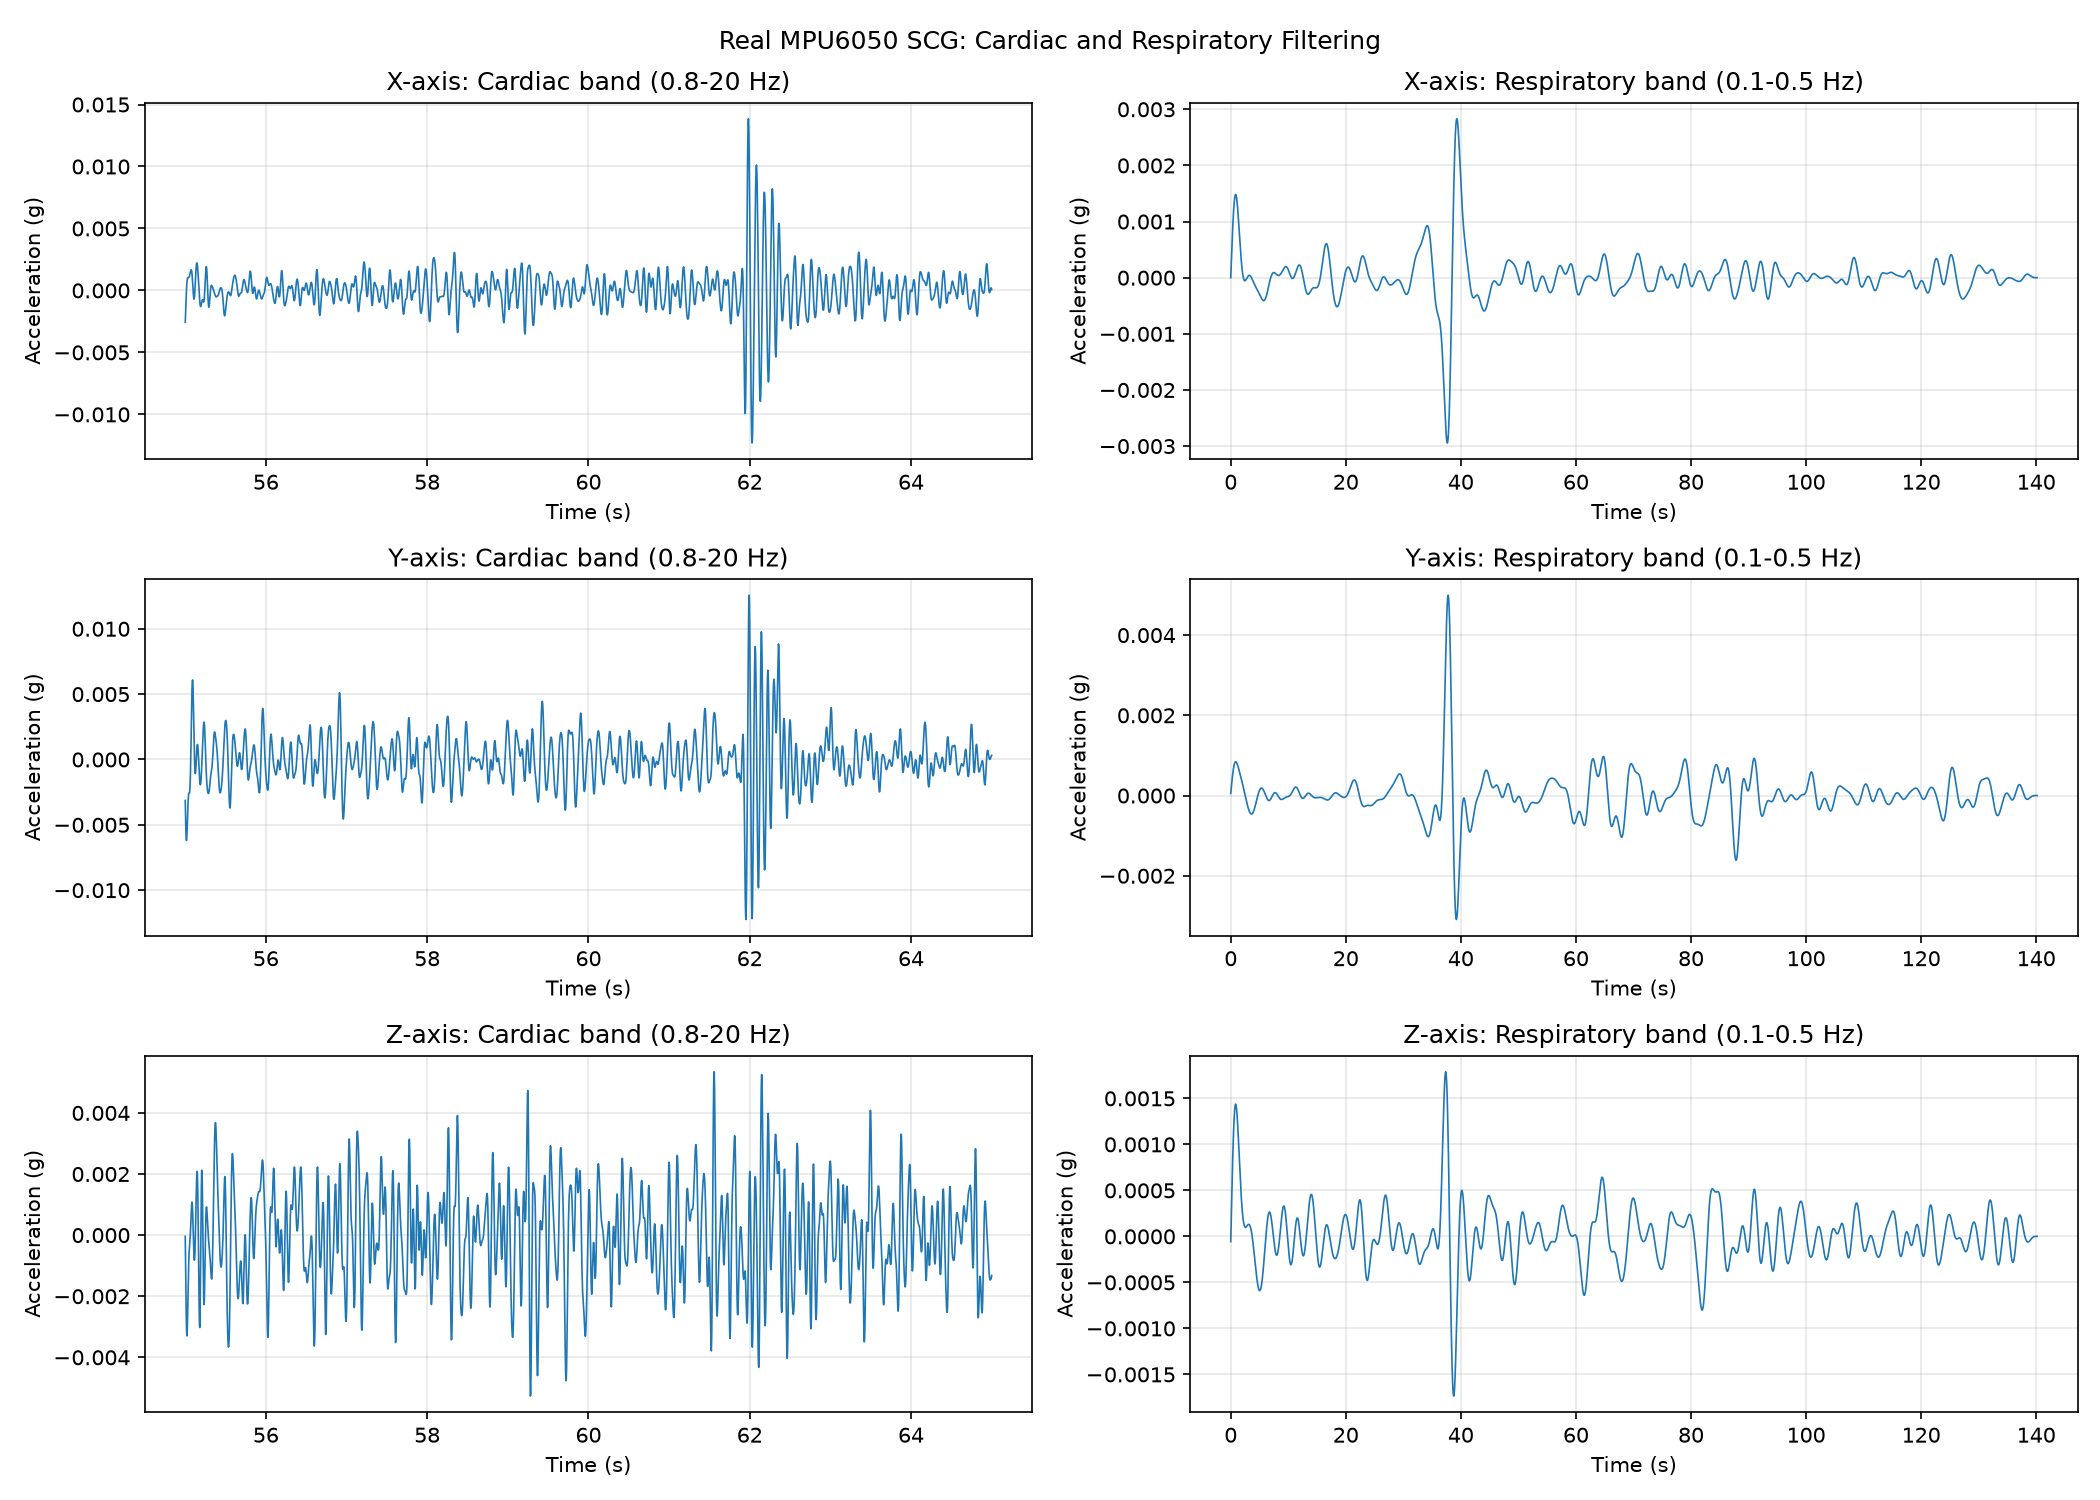 Real MPU6050 SCG: Cardiac and Respiratory Filtering
X-axis: Cardiac band (0.8-20 Hz)
0.015
0.010
0.005
0.000
−0.005
−0.010
Acceleration (g)
56 58 60 62 64
Time (s)
X-axis: Respiratory band (0.1-0.5 Hz)
0.003
0.002
0.001
0.000
−0.001
−0.002
−0.003
Acceleration (g)
0 20 40 60 80 100 120 140
Time (s)
Y-axis: Cardiac band (0.8-20 Hz)
0.010
0.005
0.000
−0.005
−0.010
Acceleration (g)
56 58 60 62 64
Time (s)
Y-axis: Respiratory band (0.1-0.5 Hz)
0.004
0.002
0.000
−0.002
Acceleration (g)
0 20 40 60 80 100 120 140
Time (s)
Z-axis: Cardiac band (0.8-20 Hz)
0.004
0.002
0.000
−0.002
−0.004
Acceleration (g)
56 58 60 62 64
Time (s)
Z-axis: Respiratory band (0.1-0.5 Hz)
0.0015
0.0010
0.0005
0.0000
−0.0005
−0.0010
−0.0015
Acceleration (g)
0 20 40 60 80 100 120 140
Time (s)